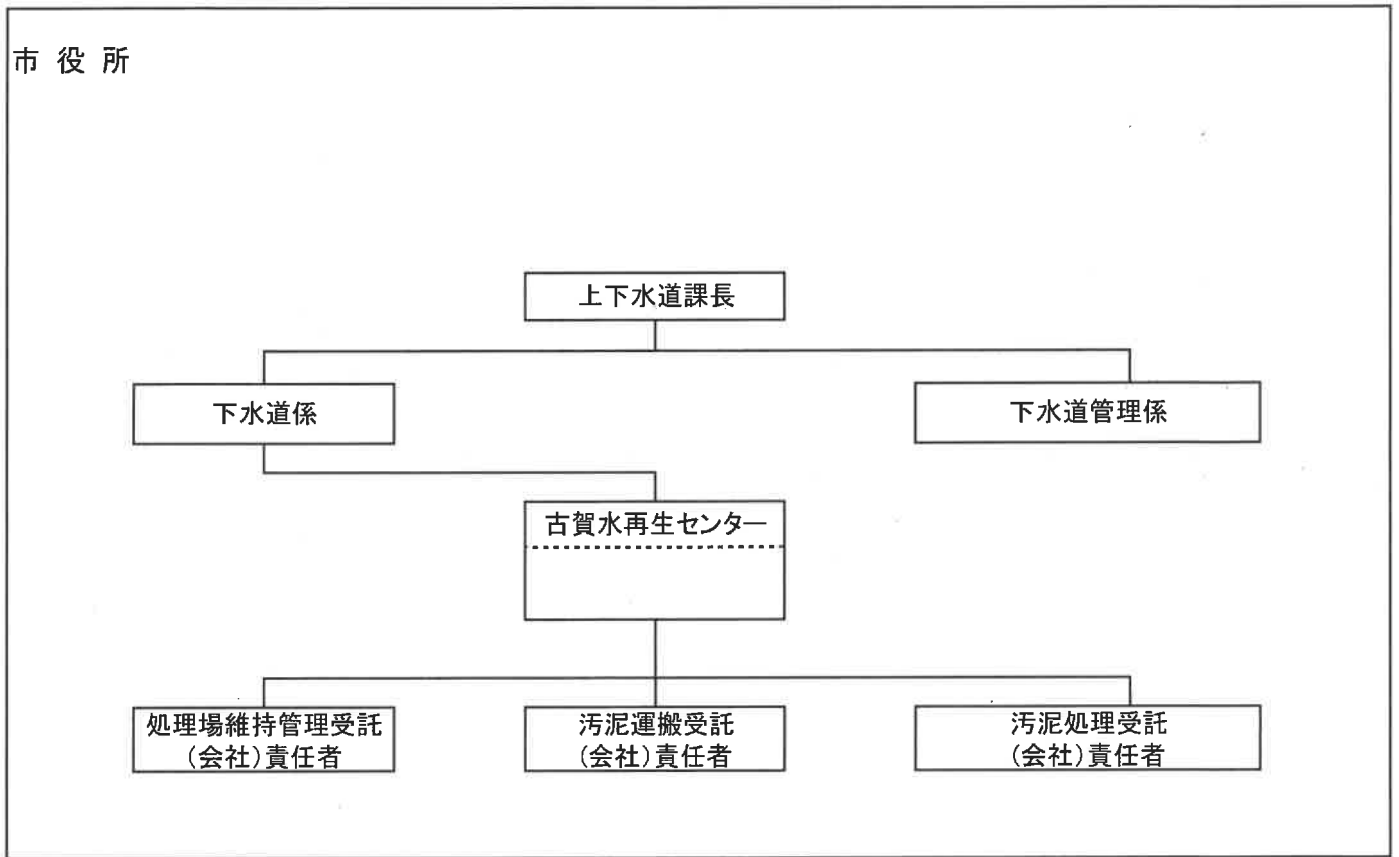 市 役 所
上下水道課長
下水道係
下水道管理係
古賀水再生センター
処理場維持管理受託
(会社)責任者
汚泥運搬受託
(会社)責任者
汚泥処理受託
(会社)責任者